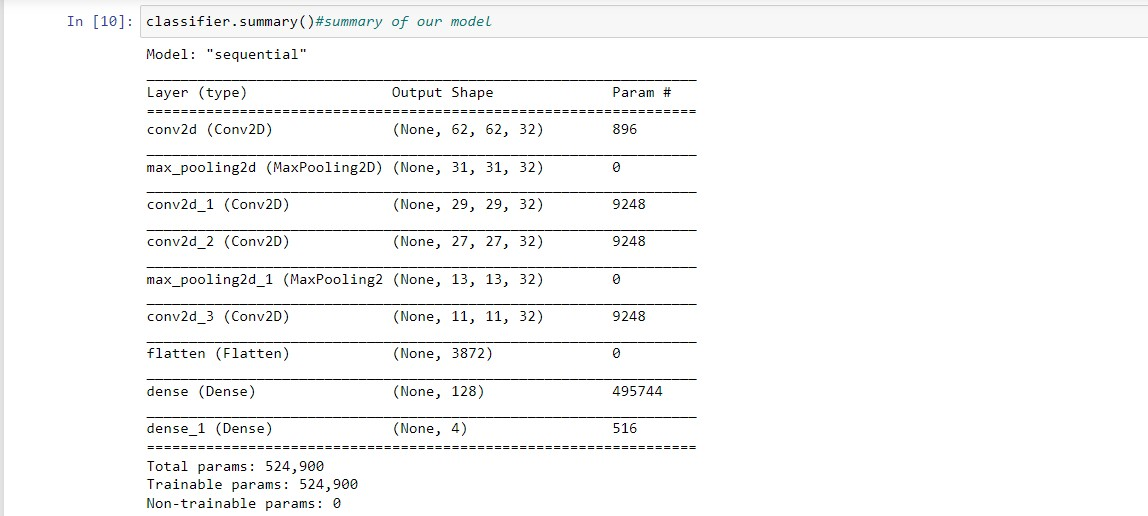 In [10]: classifier.summary()#summary of our model
Model: "sequential"
_________________________________________________________________
Layer (type)                 Output Shape              Param #
=================================================================
conv2d (Conv2D)              (None, 62, 62, 32)        896
_________________________________________________________________
max_pooling2d (MaxPooling2D) (None, 31, 31, 32)        0
_________________________________________________________________
conv2d_1 (Conv2D)            (None, 29, 29, 32)        9248
_________________________________________________________________
conv2d_2 (Conv2D)            (None, 27, 27, 32)        9248
_________________________________________________________________
max_pooling2d_1 (MaxPooling2 (None, 13, 13, 32)        0
_________________________________________________________________
conv2d_3 (Conv2D)            (None, 11, 11, 32)        9248
_________________________________________________________________
flatten (Flatten)            (None, 3872)              0
_________________________________________________________________
dense (Dense)                (None, 128)               495744
_________________________________________________________________
dense_1 (Dense)              (None, 4)                 516
=================================================================
Total params: 524,900
Trainable params: 524,900
Non-trainable params: 0